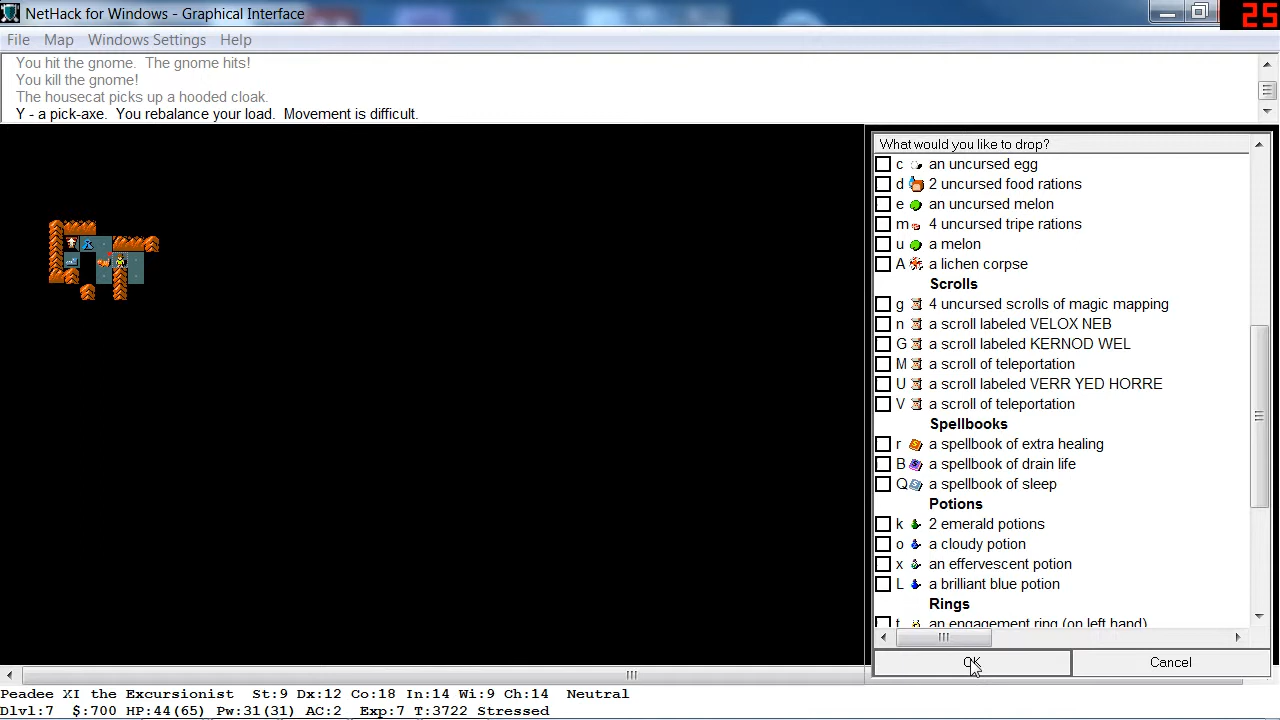 NetHack for Windows - Graphical Interface
25
File Map Windows Settings Help
You hit the gnome. The gnome hits!
You kill the gnome!
The housecat picks up a hooded cloak.
Y - a pick-axe. You rebalance your load. Movement is difficult.
What would you like to drop?
c an uncursed egg
d 2 uncursed food rations
e an uncursed melon
m 4 uncursed tripe rations
u a melon
A a lichen corpse
Scrolls
g 4 uncursed scrolls of magic mapping
n a scroll labeled VELOX NEB
G a scroll labeled KERNOD WEL
M a scroll of teleportation
U a scroll labeled VERR YED HORRE
V a scroll of teleportation
Spellbooks
r a spellbook of extra healing
B a spellbook of drain life
Q a spellbook of sleep
Potions
k 2 emerald potions
o a cloudy potion
x an effervescent potion
L a brilliant blue potion
Rings
t an engagement ring (on left hand)
OK Cancel
Peadee XI the Excursionist St:9 Dx:12 Co:18 In:14 Wi:9 Ch:14 Neutral
Dlvl:7 $:700 HP:44(65) Pw:31(31) AC:2 Exp:7 T:3722 Stressed